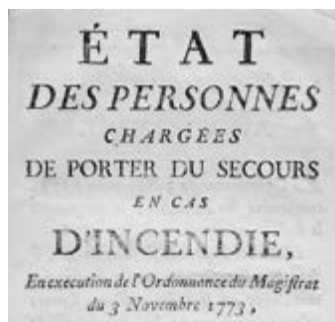 ÉTAT
DES PERSONNES
CHARGÉES
DE PORTER DU SECOURS
EN CAS
D'INCENDIE,
En execution de l'Ordonnance du Magiſtrat
du 3 Novembre 1773,